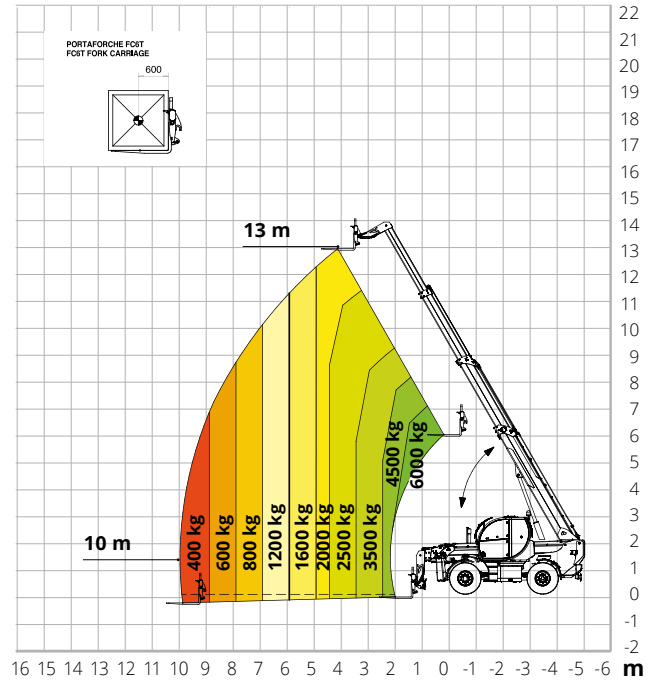 PORTAFORCHE FC6T
FC6T FORK CARRIAGE
600
13 m
10 m
400 kg
600 kg
800 kg
1200 kg
1600 kg
2000 kg
2500 kg
3500 kg
4500 kg
6000 kg
22
21
20
19
18
17
16
15
14
13
12
11
10
9
8
7
6
5
4
3
2
1
0
-1
-2
16 15 14 13 12 11 10 9 8 7 6 5 4 3 2 1 0 -1 -2 -3 -4 -5 -6 m